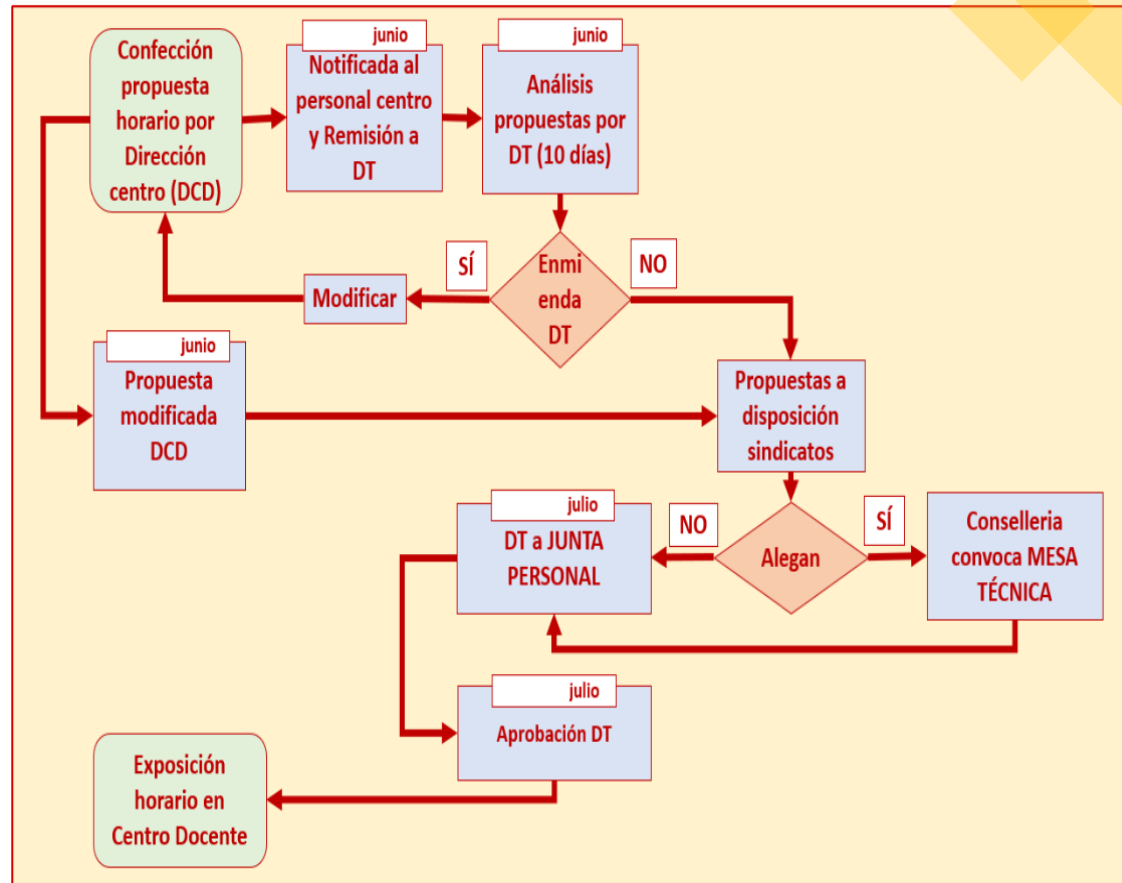 Confección
propuesta
horario por
Dirección
centro (DCD)
junio
Notificada al
personal centro
y Remisión a
DT
junio
Análisis
propuestas por
DT (10 días)
SÍ
Enmi
enda
DT
NO
Modificar
junio
Propuesta
modificada
DCD
Propuestas a
disposición
sindicatos
julio
DT a JUNTA
PERSONAL
NO
Alegan
SÍ
Conselleria
convoca MESA
TÉCNICA
julio
Aprobación DT
Exposición
horario en
Centro Docente